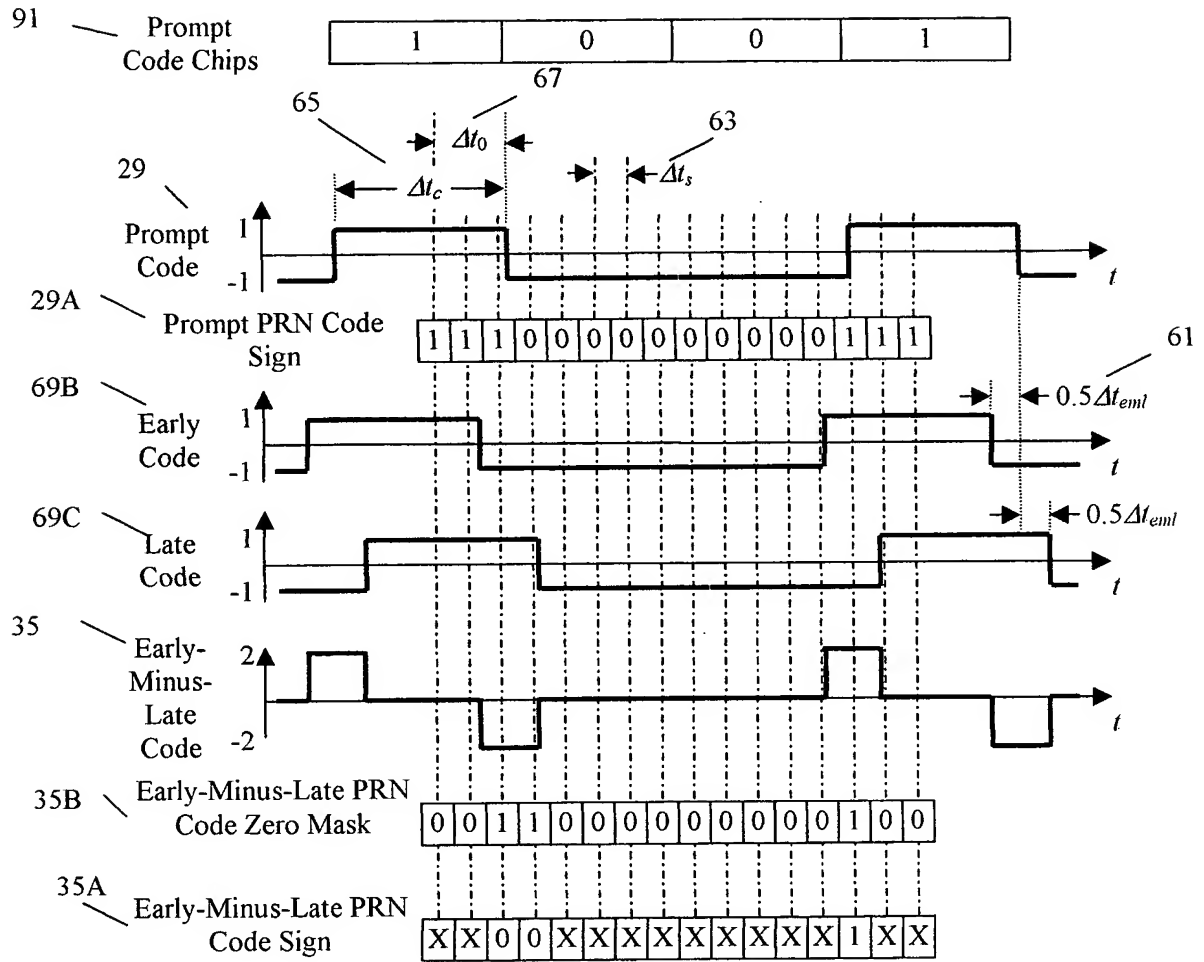 91
Prompt
Code Chips
1 0 0 1
67
65
63
Δt0
Δts
Δtc
29
Prompt
Code
1
-1
t
29A
Prompt PRN Code
Sign
1 1 1 0 0 0 0 0 0 0 0 0 0 1 1 1
61
69B
Early
Code
1
-1
0.5Δteml
t
69C
Late
Code
1
-1
0.5Δteml
t
35
Early-
Minus-
Late
Code
2
-2
t
35B
Early-Minus-Late PRN
Code Zero Mask
0 0 1 1 0 0 0 0 0 0 0 0 0 1 0 0
35A
Early-Minus-Late PRN
Code Sign
X X 0 0 X X X X X X X X X 1 X X